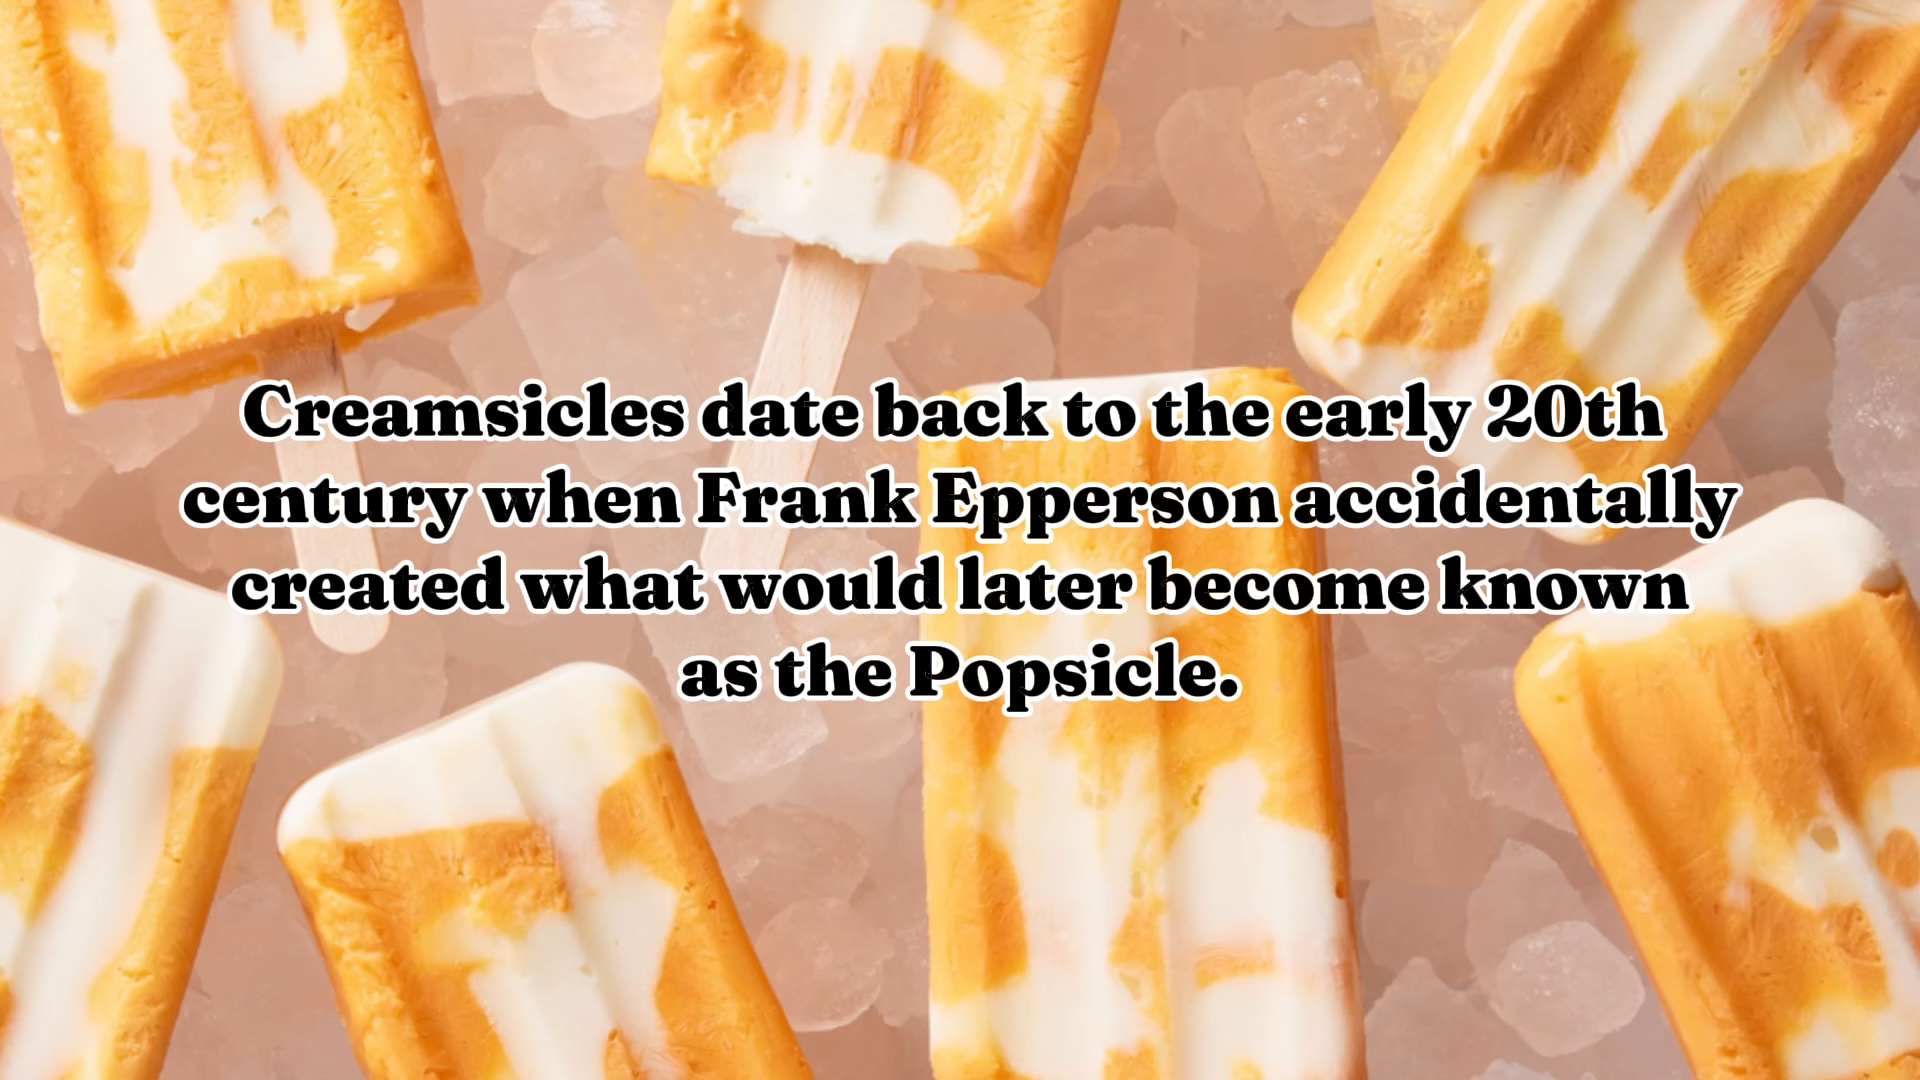 Creamsicles date back to the early 20th
century when Frank Epperson accidentally
created what would later become known
as the Popsicle.